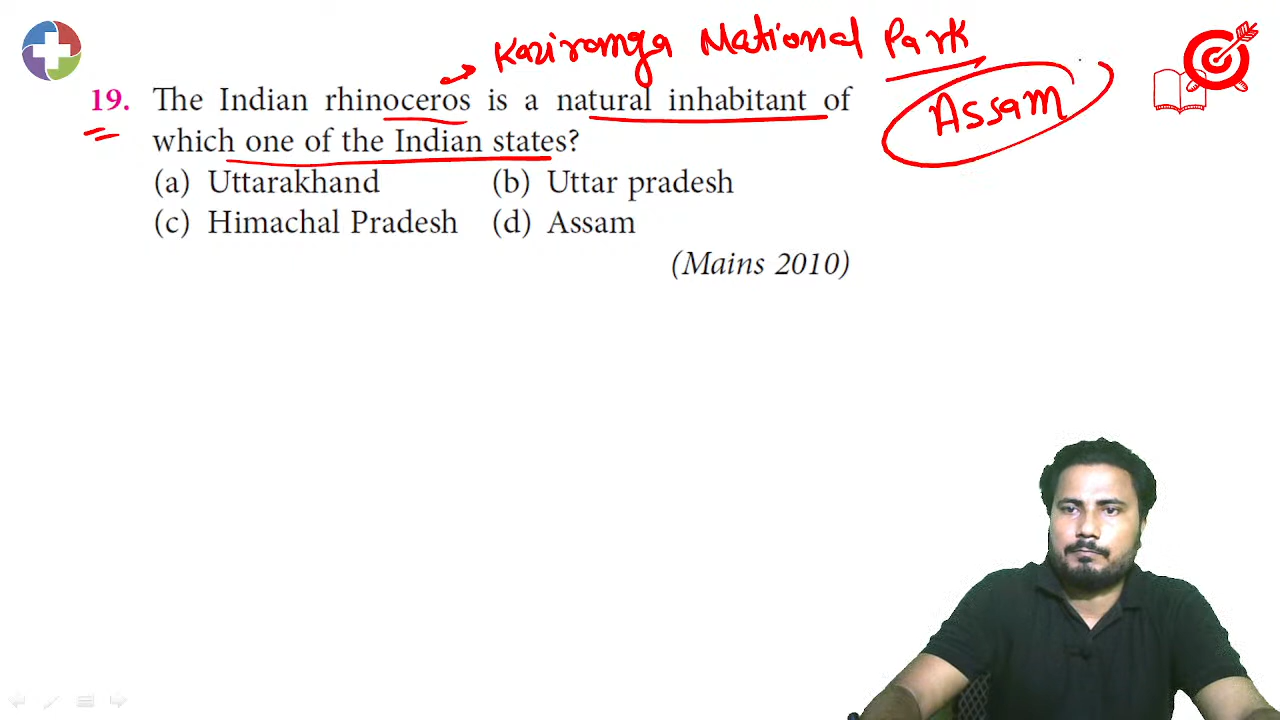 Kaziranga National Park
Assam
19. The Indian rhinoceros is a natural inhabitant of
which one of the Indian states?
(a) Uttarakhand (b) Uttar pradesh
(c) Himachal Pradesh (d) Assam
(Mains 2010)